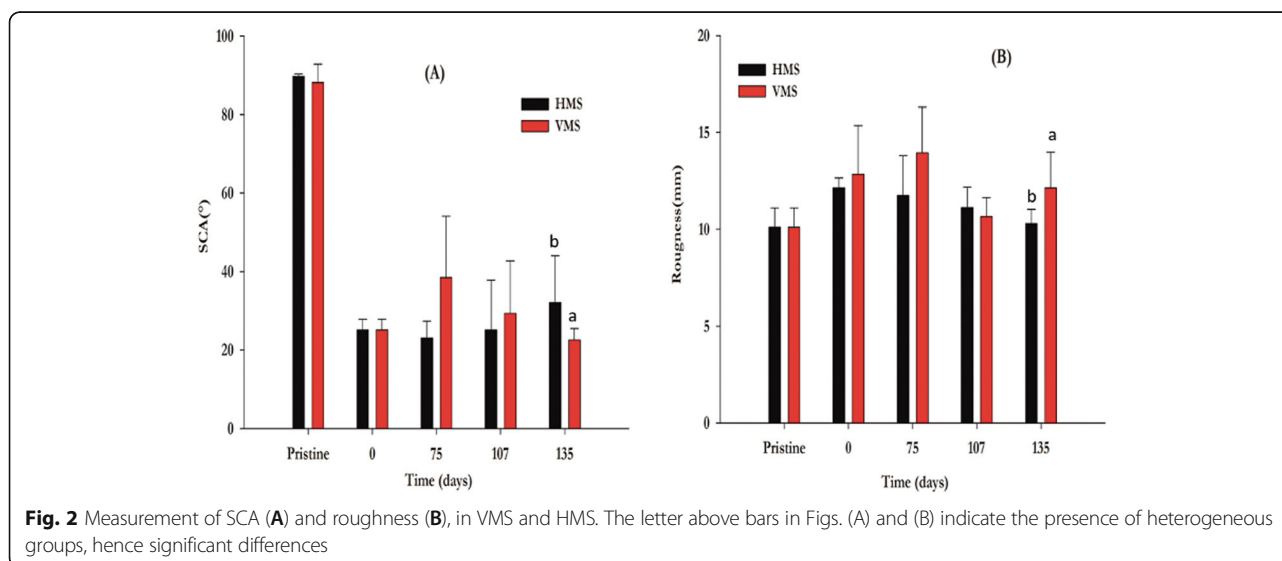 100
80
60
40
20
0
SCA(°)
(A)
HMS
VMS
b
a
Pristine 0 75 107 135
Time (days)
20
15
10
5
0
Rougness(mm)
(B)
HMS
VMS
a
b
Pristine 0 75 107 135
Time (days)
Fig. 2 Measurement of SCA (A) and roughness (B), in VMS and HMS. The letter above bars in Figs. (A) and (B) indicate the presence of heterogeneous
groups, hence significant differences